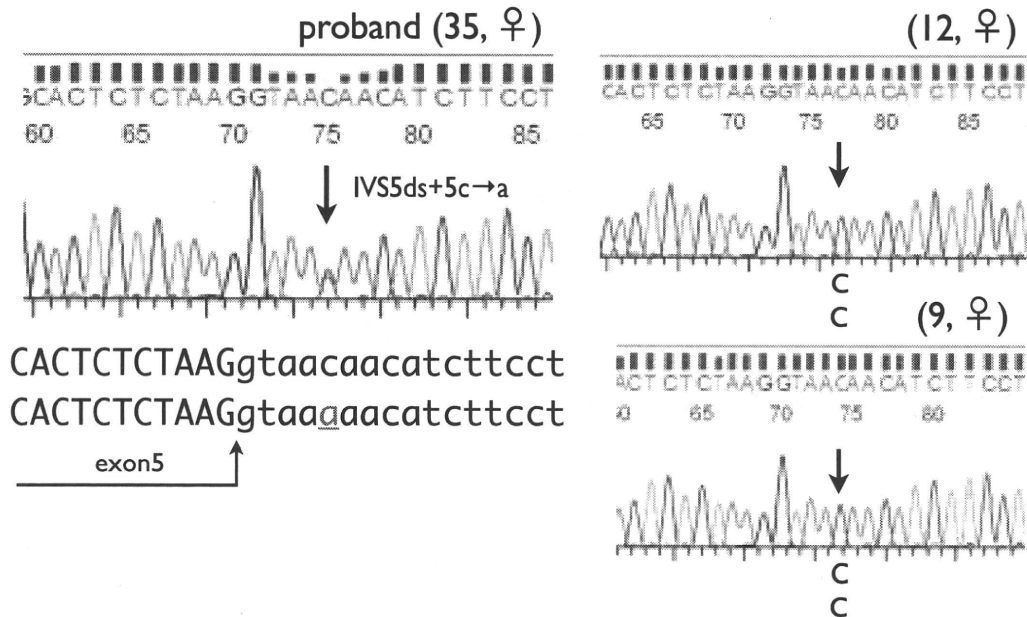 proband (35, ♀)
GCACTCTCTAAGGTAACAACATCTTCCT
60 65 70 75 80 85
IVS5ds+5c→a
CACTCTCTAAGgtaacaacatcttcct
CACTCTCTAAGgtaaaaacatcttcct
exon5
(12, ♀)
CACTCTCTAAGGTAACAACATCTTCCT
65 70 75 80 85
C
C
(9, ♀)
ACTCTCTAAGGTAACAACATCTTCCT
65 70 75 80
C
C